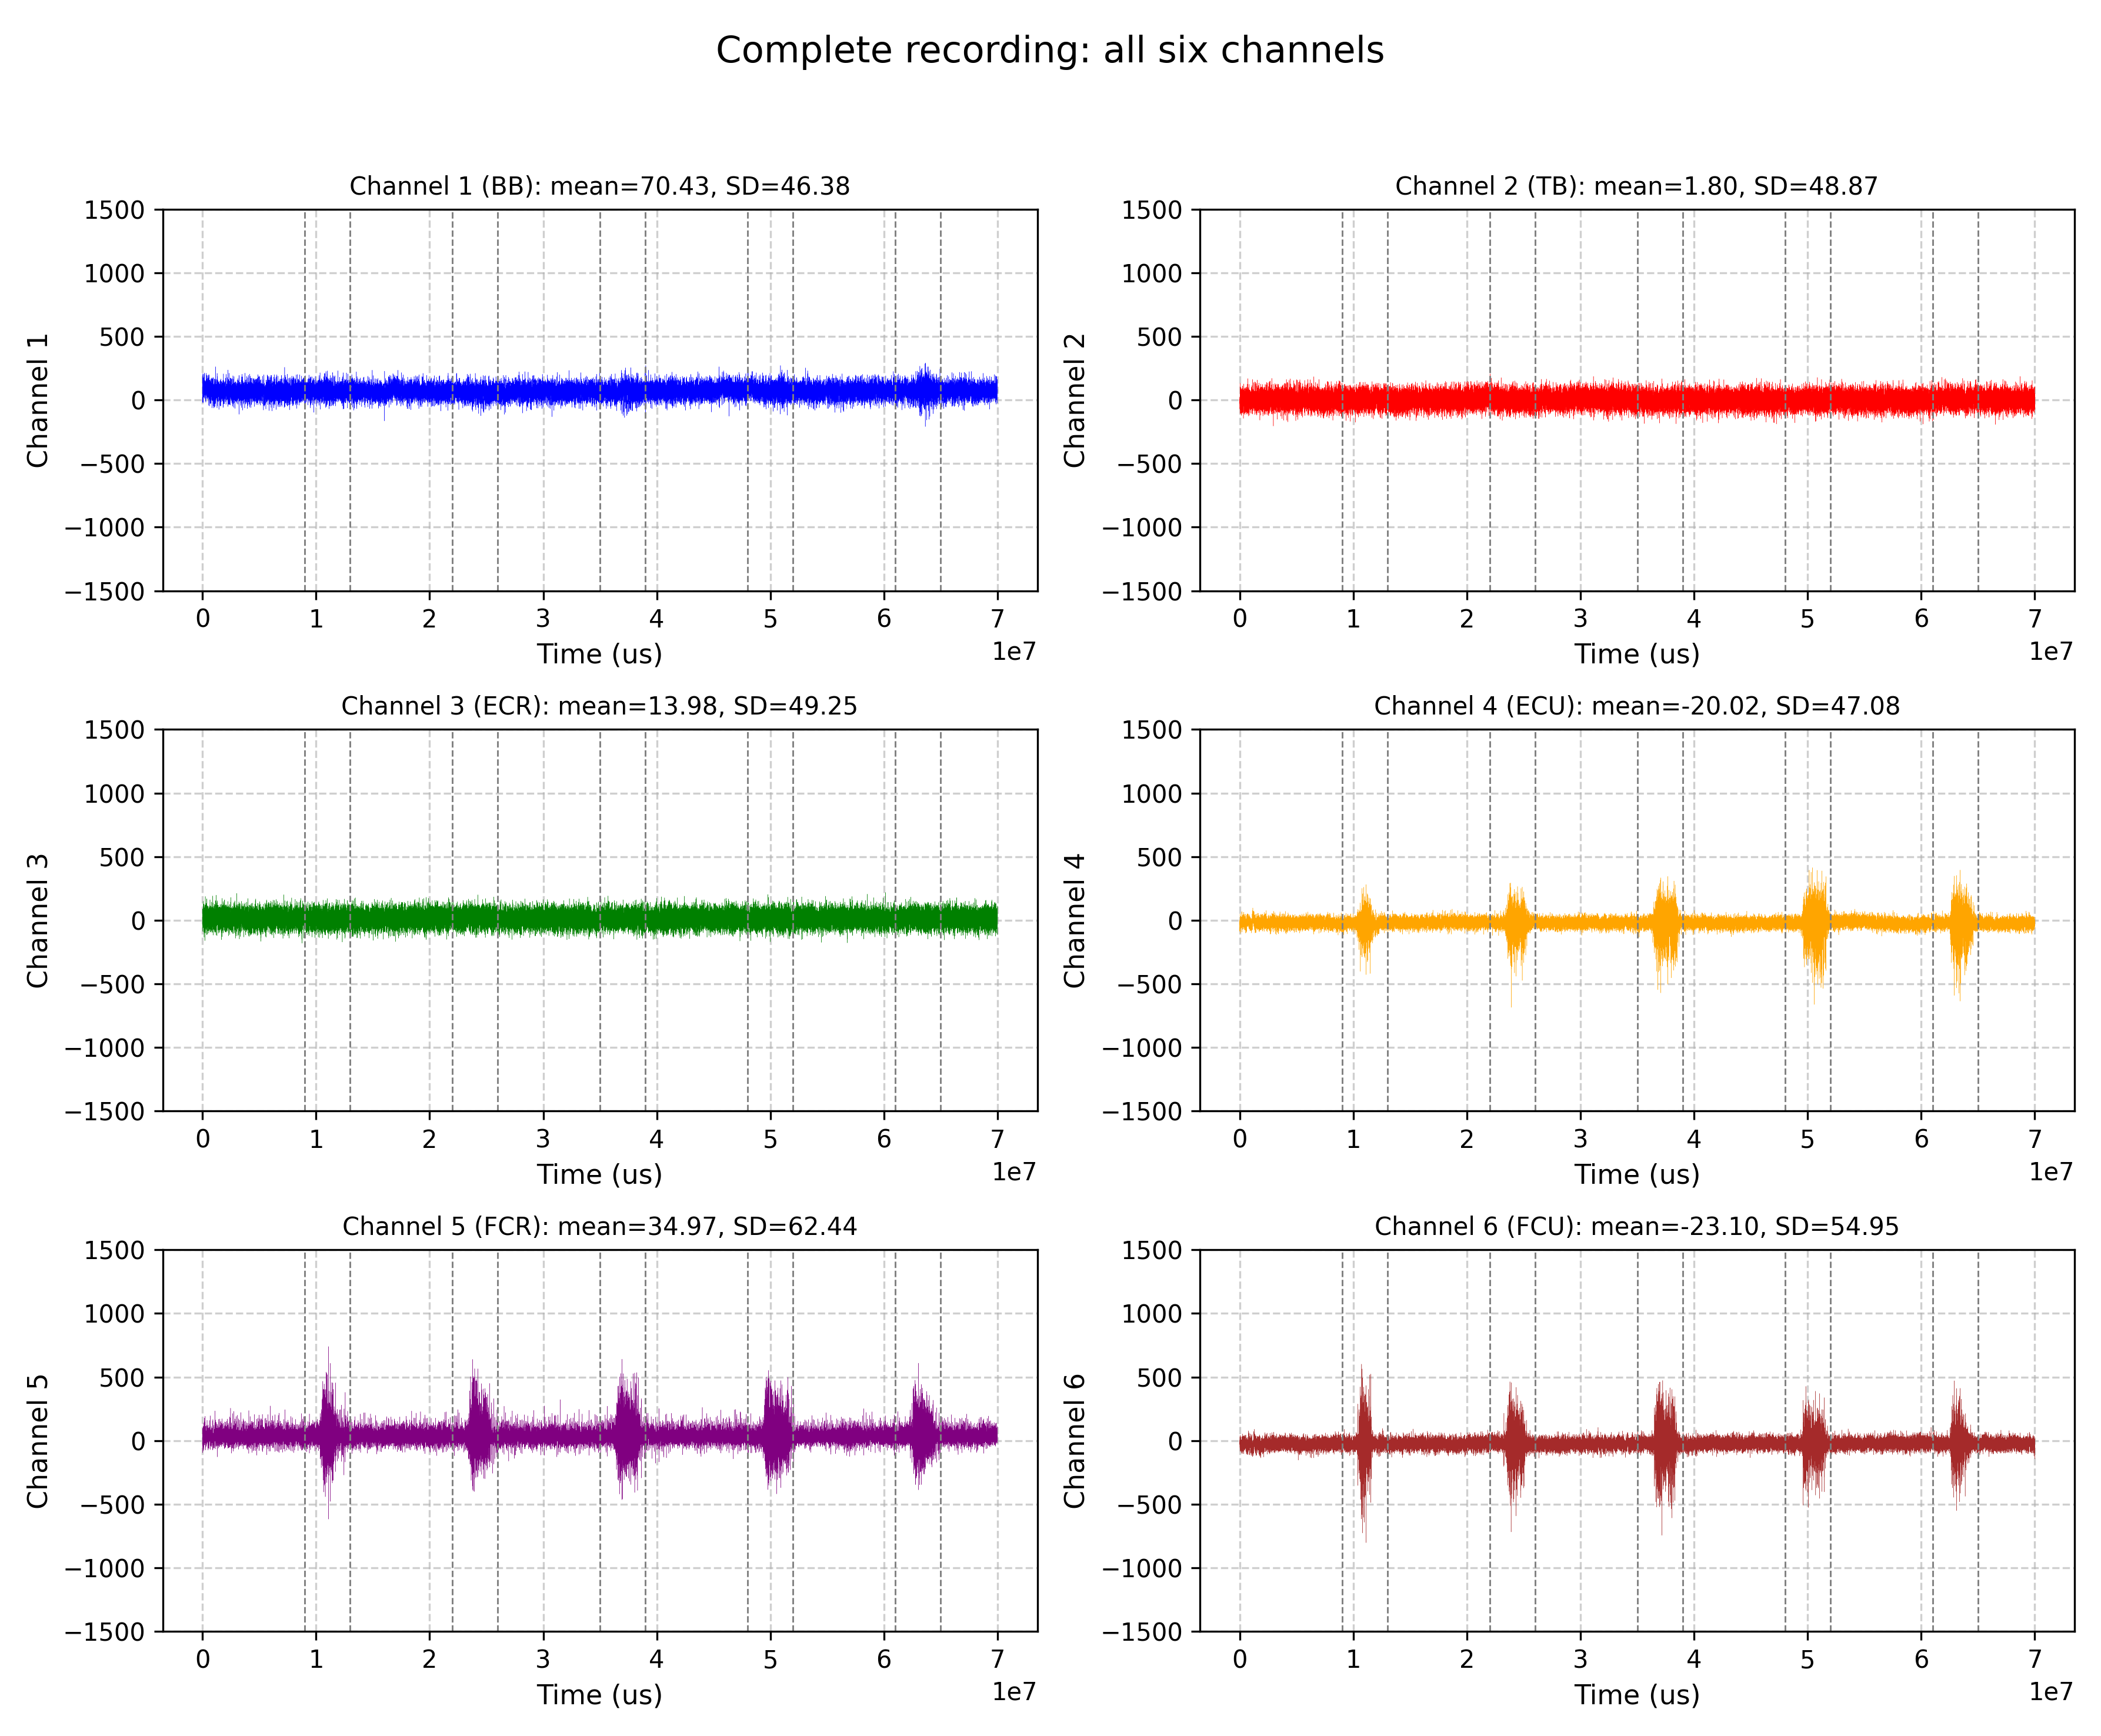 Complete recording: all six channels
Channel 1 (BB): mean=70.43, SD=46.38
1500
1000
500
0
−500
−1000
−1500
Channel 1
0 1 2 3 4 5 6 7
1e7
Time (us)
Channel 2 (TB): mean=1.80, SD=48.87
1500
1000
500
0
−500
−1000
−1500
Channel 2
0 1 2 3 4 5 6 7
1e7
Time (us)
Channel 3 (ECR): mean=13.98, SD=49.25
1500
1000
500
0
−500
−1000
−1500
Channel 3
0 1 2 3 4 5 6 7
1e7
Time (us)
Channel 4 (ECU): mean=-20.02, SD=47.08
1500
1000
500
0
−500
−1000
−1500
Channel 4
0 1 2 3 4 5 6 7
1e7
Time (us)
Channel 5 (FCR): mean=34.97, SD=62.44
1500
1000
500
0
−500
−1000
−1500
Channel 5
0 1 2 3 4 5 6 7
1e7
Time (us)
Channel 6 (FCU): mean=-23.10, SD=54.95
1500
1000
500
0
−500
−1000
−1500
Channel 6
0 1 2 3 4 5 6 7
1e7
Time (us)